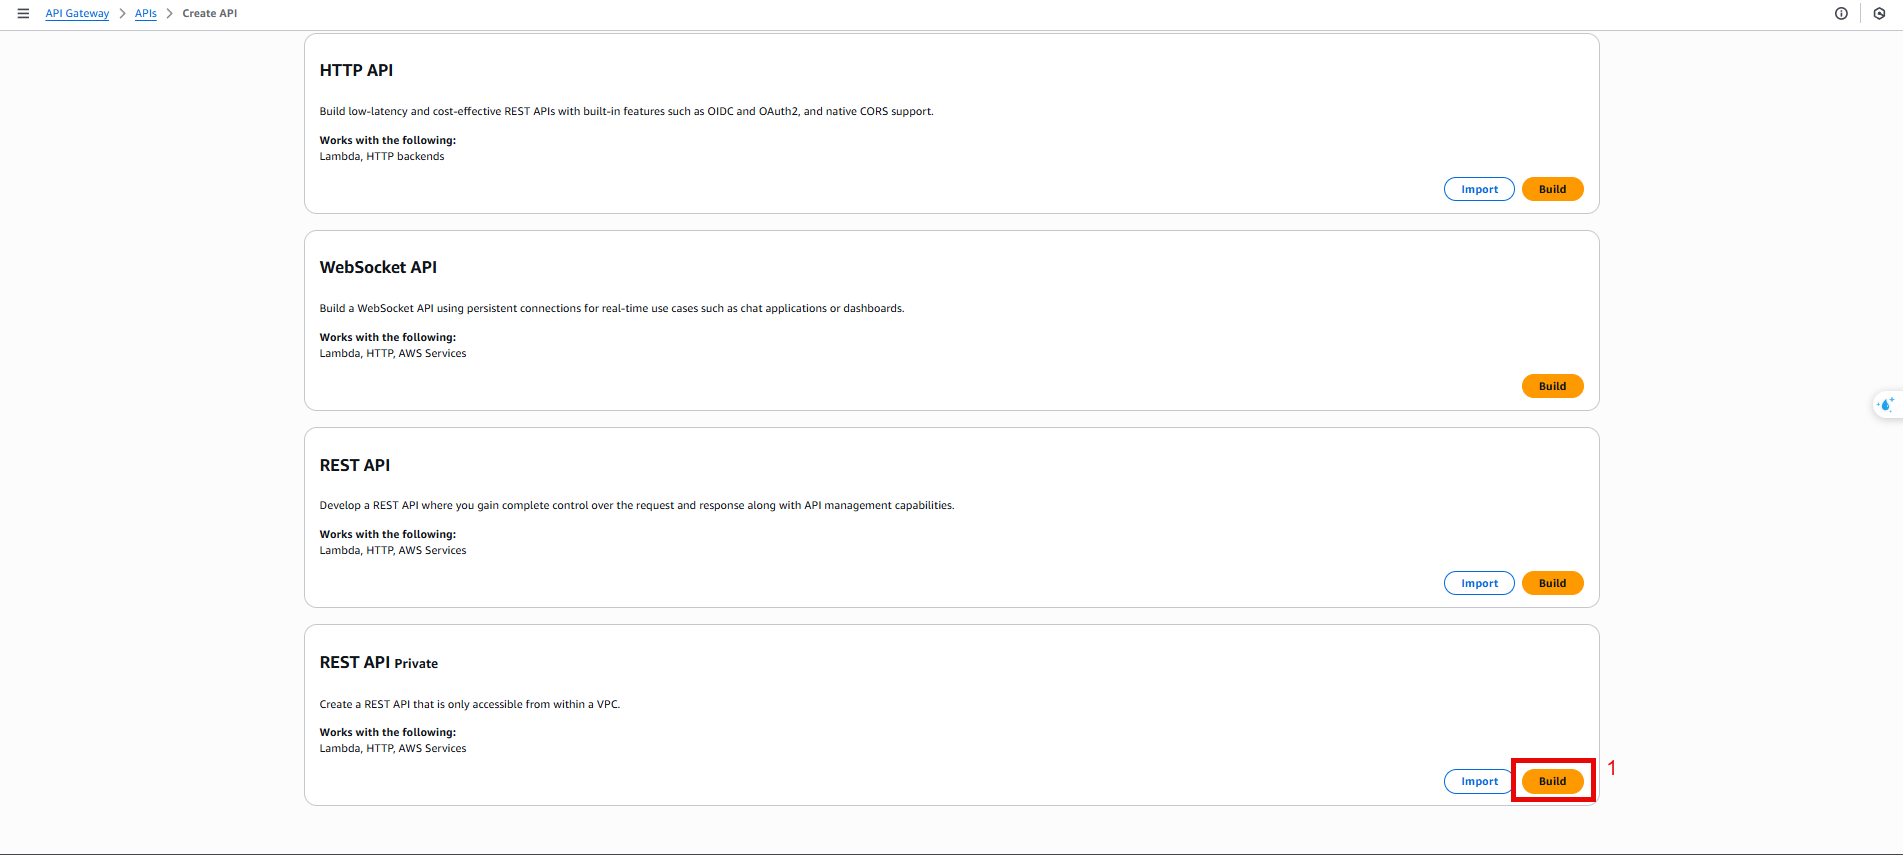 API Gateway > APIs > Create API
HTTP API
Build low-latency and cost-effective REST APIs with built-in features such as OIDC and OAuth2, and native CORS support.
Works with the following:
Lambda, HTTP backends
Import Build
WebSocket API
Build a WebSocket API using persistent connections for real-time use cases such as chat applications or dashboards.
Works with the following:
Lambda, HTTP, AWS Services
Build
REST API
Develop a REST API where you gain complete control over the request and response along with API management capabilities.
Works with the following:
Lambda, HTTP, AWS Services
Import Build
REST API Private
Create a REST API that is only accessible from within a VPC.
Works with the following:
Lambda, HTTP, AWS Services
Import Build 1